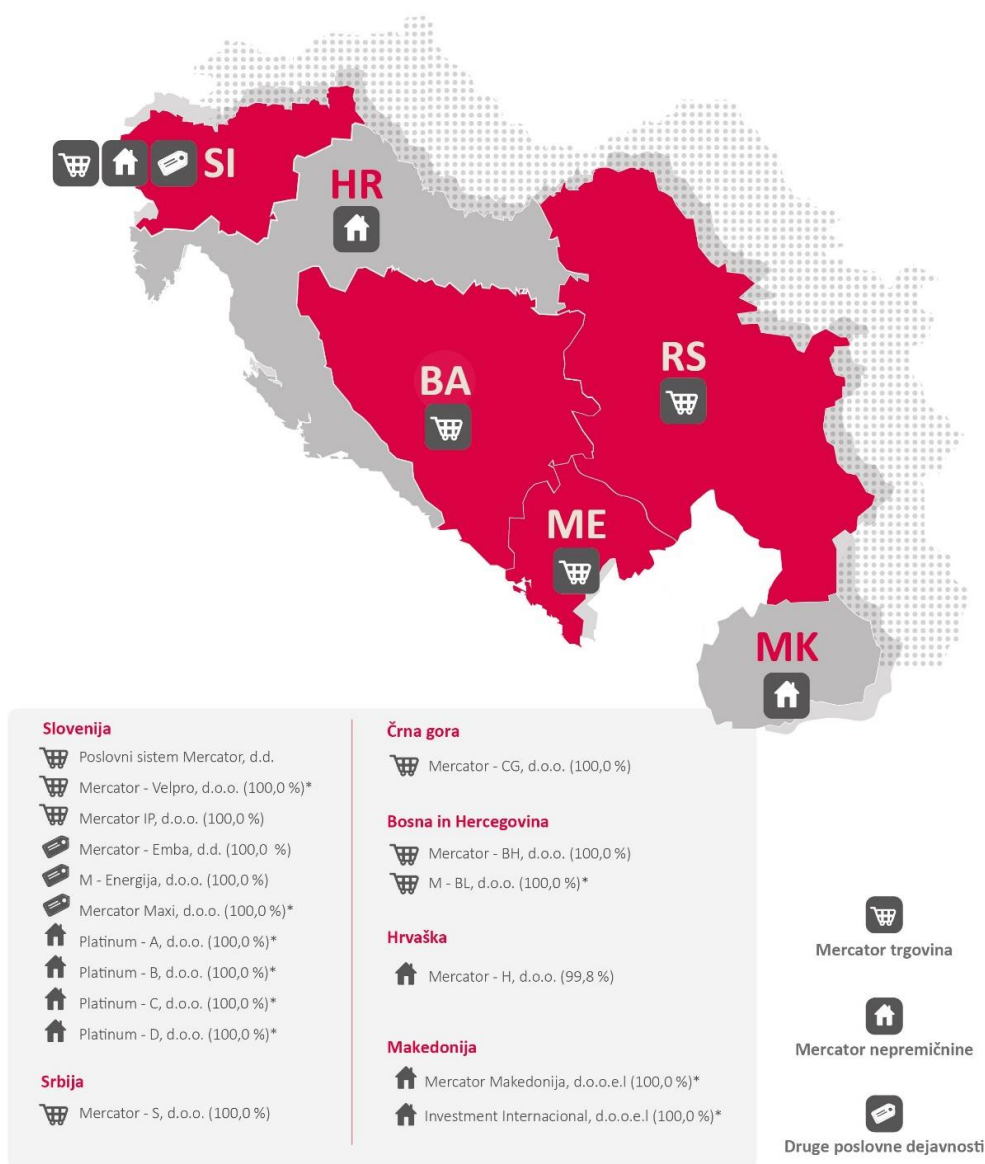 SI
HR
RS
BA
ME
MK
Slovenija
Poslovni sistem Mercator, d.d.
Mercator - Velpro, d.o.o. (100,0 %)*
Mercator IP, d.o.o. (100,0 %)
Mercator - Emba, d.d. (100,0 %)
M - Energija, d.o.o. (100,0 %)
Mercator Maxi, d.o.o. (100,0 %)*
Platinum - A, d.o.o. (100,0 %)*
Platinum - B, d.o.o. (100,0 %)*
Platinum - C, d.o.o. (100,0 %)*
Platinum - D, d.o.o. (100,0 %)*
Srbija
Mercator - S, d.o.o. (100,0 %)
Črna gora
Mercator - CG, d.o.o. (100,0 %)
Bosna in Hercegovina
Mercator - BH, d.o.o. (100,0 %)
M - BL, d.o.o. (100,0 %)*
Hrvaška
Mercator - H, d.o.o. (99,8 %)
Makedonija
Mercator Makedonija, d.o.o.e.l (100,0 %)*
Investment Internacional, d.o.o.e.l (100,0 %)*
Mercator trgovina
Mercator nepremičnine
Druge poslovne dejavnosti